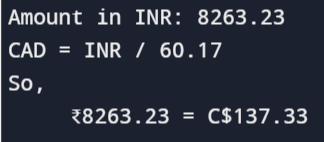 Amount in INR: 8263.23
CAD = INR / 60.17
So,
₹8263.23 = C$137.33